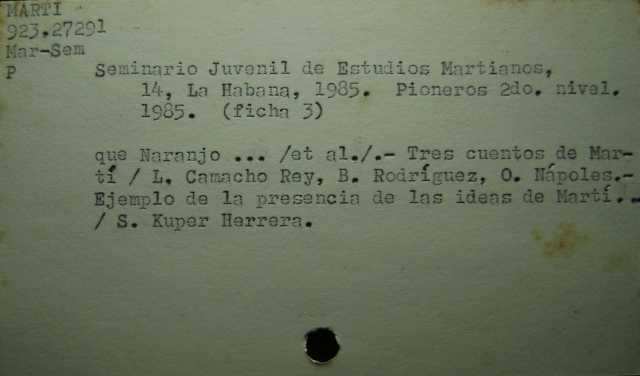 MARTI
923.27291
Mar-Sem
P Seminario Juvenil de Estudios Martianos,
14, La Habana, 1985. Pioneros 2do. nivel.
1985. (ficha 3)
que Naranjo ... /et al./.- Tres cuentos de Mar-
tí / L. Camacho Rey, B. Rodríguez, O. Nápoles.-
Ejemplo de la presencia de las ideas de Martí...
/ S. Kuper Herrera.